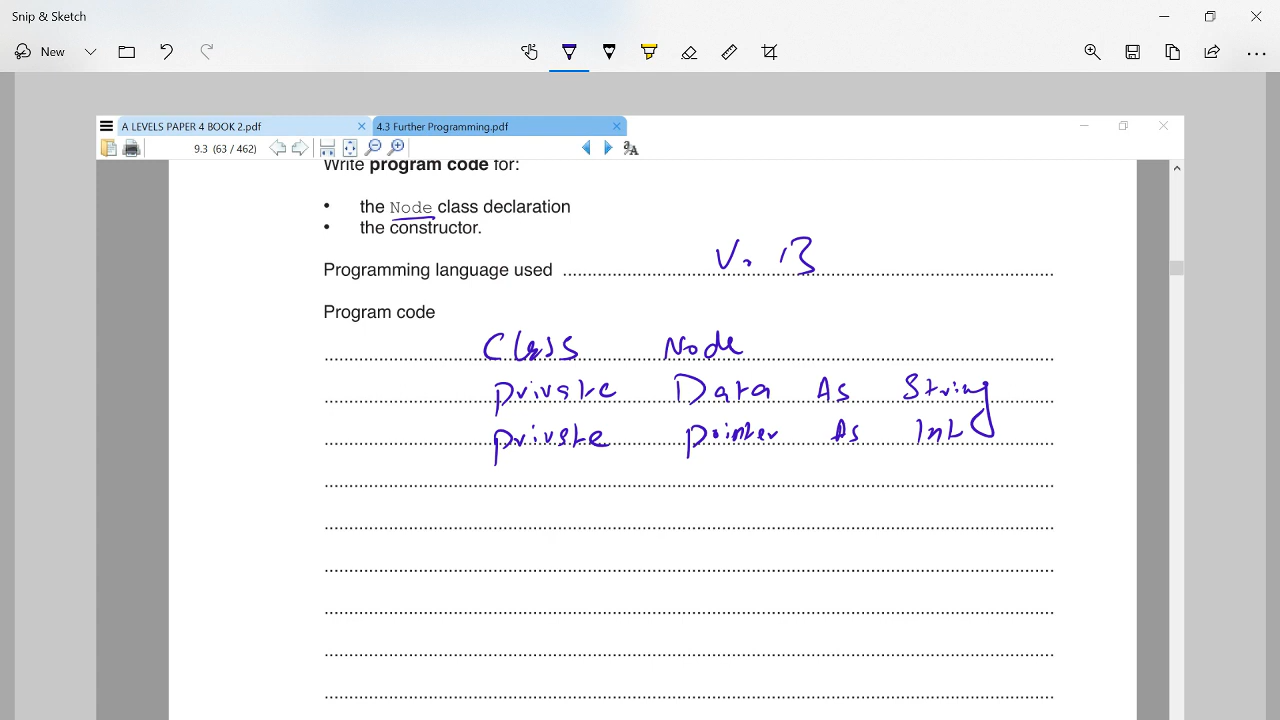 Snip & Sketch
New
A LEVELS PAPER 4 BOOK 2.pdf
4.3 Further Programming.pdf
9.3 (63 / 462)
Write program code for:
• the Node class declaration
• the constructor.
Programming language used V. B
Program code
Class Node
private Data As String
private pointer As Int